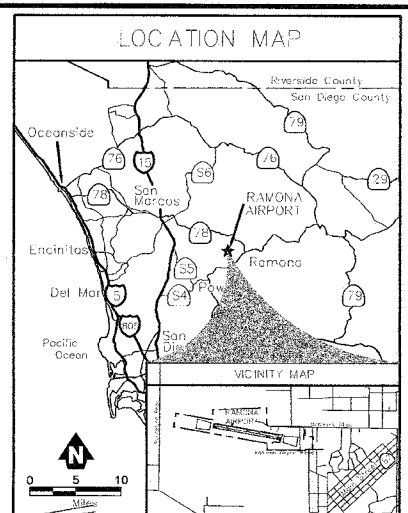 LOCATION MAP
Riverside County
San Diego County
79
Oceanside
76
15
S6
76
79
78
San
Marcos
RAMONA
AIRPORT
78
Encinitas
Ramona
S5
Pow
Del Mar
5
S4
79
805
San
Die
Pacific
Ocean
VICINITY MAP
RAMONA
AIRPORT
N
0 5 10
Miles